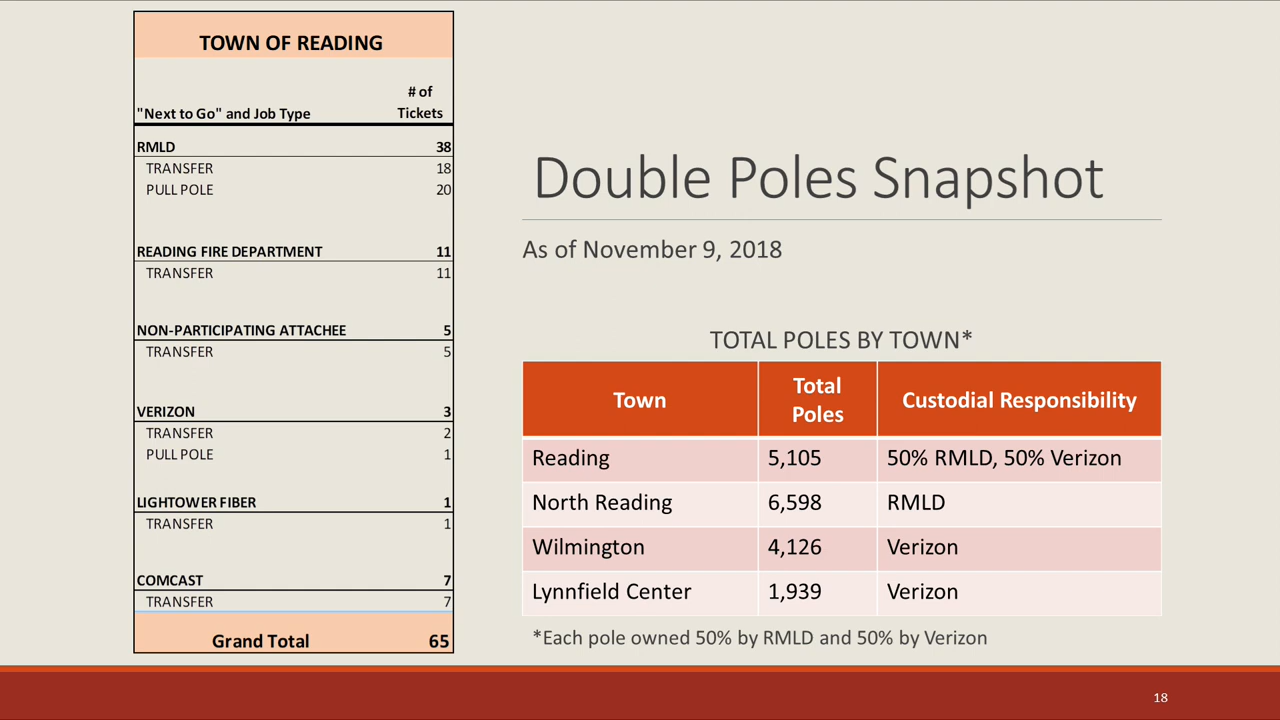 TOWN OF READING
# of
"Next to Go" and Job Type Tickets
RMLD 38
TRANSFER 18
PULL POLE 20
READING FIRE DEPARTMENT 11
TRANSFER 11
NON-PARTICIPATING ATTACHEE 5
TRANSFER 5
VERIZON 3
TRANSFER 2
PULL POLE 1
LIGHTOWER FIBER 1
TRANSFER 1
COMCAST 7
TRANSFER 7
Grand Total 65
Double Poles Snapshot
As of November 9, 2018
TOTAL POLES BY TOWN*
Town Total Poles Custodial Responsibility
Reading 5,105 50% RMLD, 50% Verizon
North Reading 6,598 RMLD
Wilmington 4,126 Verizon
Lynnfield Center 1,939 Verizon
*Each pole owned 50% by RMLD and 50% by Verizon
18